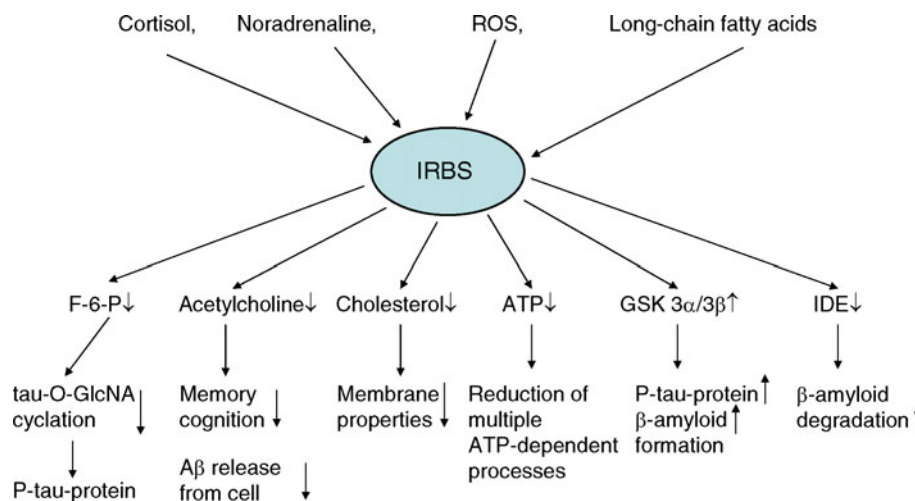 Cortisol, Noradrenaline, ROS, Long-chain fatty acids
IRBS
F-6-P↓ Acetylcholine↓ Cholesterol↓ ATP↓ GSK 3α/3β↑ IDE↓
tau-O-GlcNA
cyclation ↓
P-tau-protein
Memory
cognition ↓
Aβ release
from cell ↓
Membrane
properties ↓
Reduction of
multiple
ATP-dependent
processes
P-tau-protein ↑
β-amyloid ↑
formation
β-amyloid
degradation